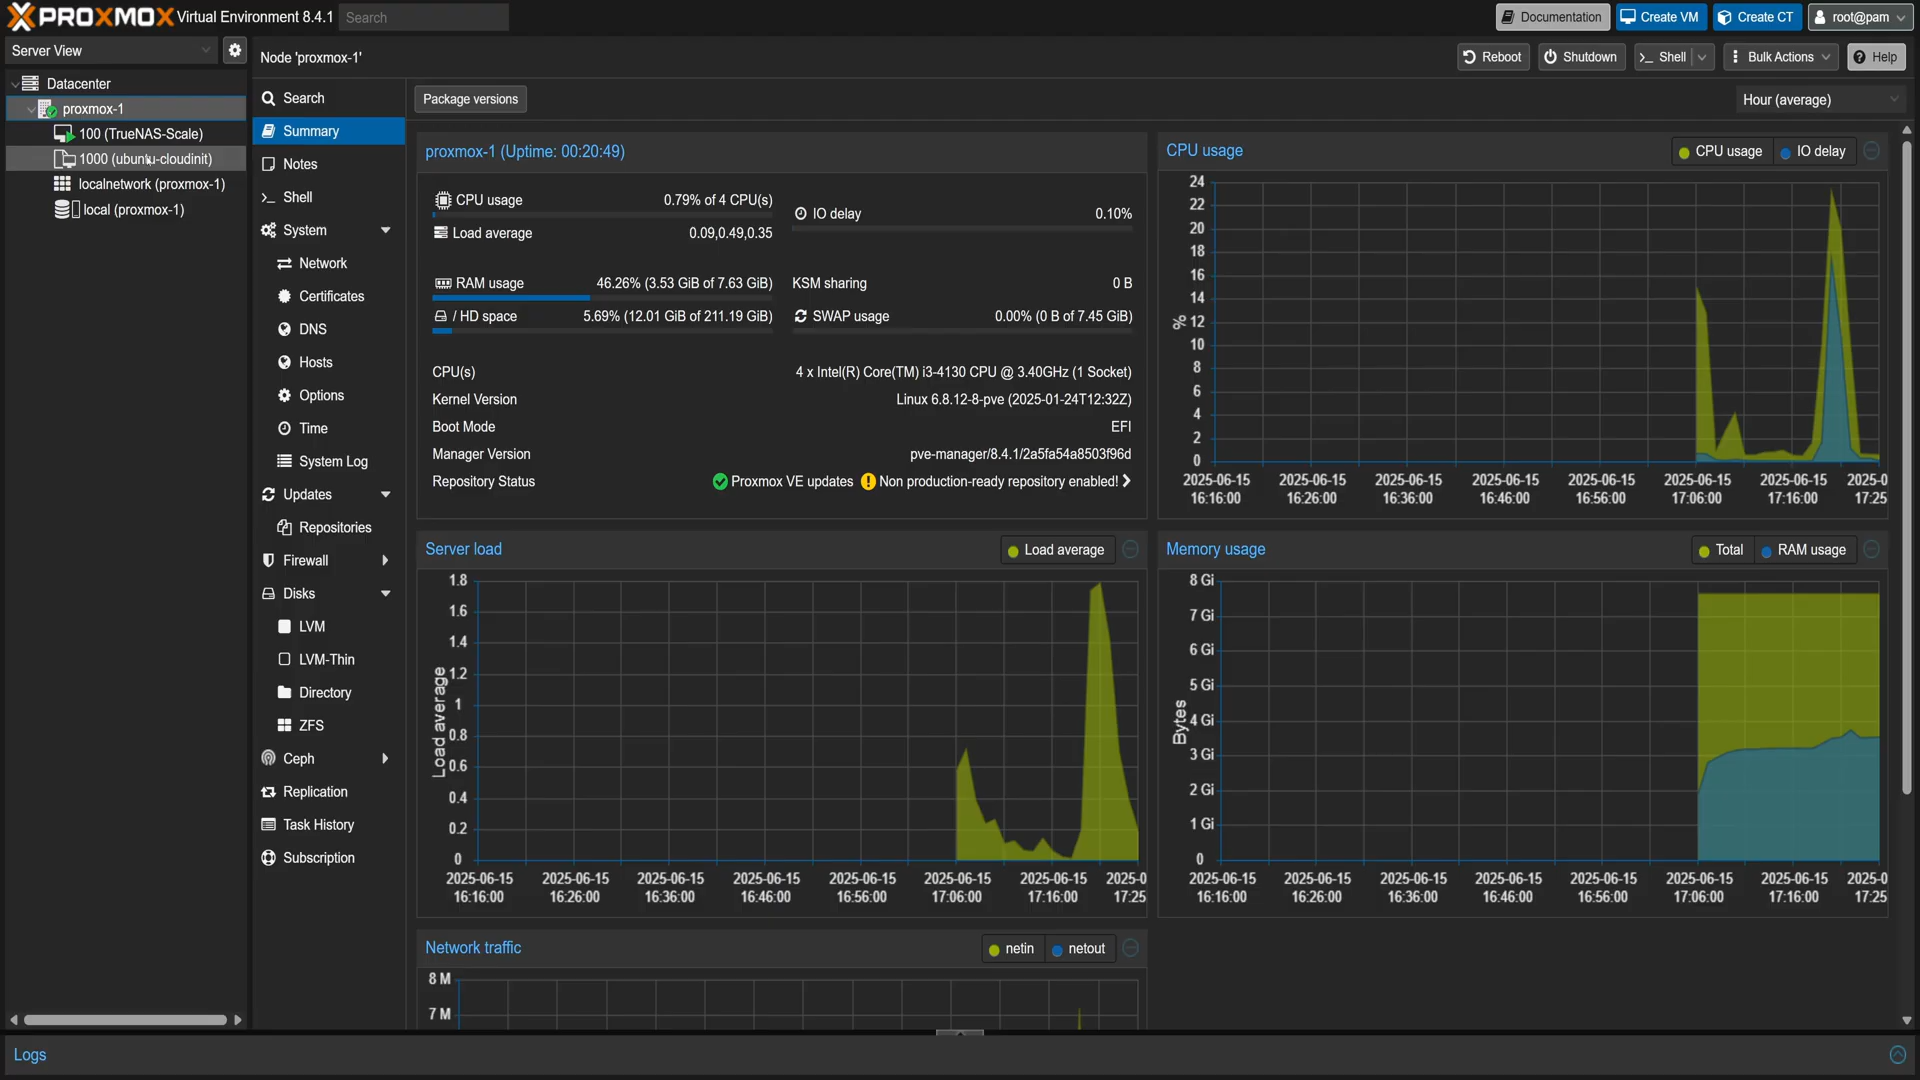 PROXMOX Virtual Environment 8.4.1 Search Documentation Create VM Create CT root@pam
Server View
Node 'proxmox-1' Reboot Shutdown Shell Bulk Actions Help
Datacenter
proxmox-1
100 (TrueNAS-Scale)
1000 (ubuntu-cloudinit)
localnetwork (proxmox-1)
local (proxmox-1)
Search
Summary
Notes
Shell
System
Network
Certificates
DNS
Hosts
Options
Time
System Log
Updates
Repositories
Firewall
Disks
LVM
LVM-Thin
Directory
ZFS
Ceph
Replication
Task History
Subscription
Package versions Hour (average)
proxmox-1 (Uptime: 00:20:49)
CPU usage 0.79% of 4 CPU(s)
IO delay 0.10%
Load average 0.09,0.49,0.35
RAM usage 46.26% (3.53 GiB of 7.63 GiB) KSM sharing 0 B
/ HD space 5.69% (12.01 GiB of 211.19 GiB) SWAP usage 0.00% (0 B of 7.45 GiB)
CPU(s) 4 x Intel(R) Core(TM) i3-4130 CPU @ 3.40GHz (1 Socket)
Kernel Version Linux 6.8.12-8-pve (2025-01-24T12:32Z)
Boot Mode EFI
Manager Version pve-manager/8.4.1/2a5fa54a8503f96d
Repository Status Proxmox VE updates Non production-ready repository enabled!
CPU usage CPU usage IO delay
24
22
20
18
16
14
% 12
10
8
6
4
2
0
2025-06-15 2025-06-15 2025-06-15 2025-06-15 2025-06-15 2025-06-15 2025-06-15 2025-0
16:16:00 16:26:00 16:36:00 16:46:00 16:56:00 17:06:00 17:16:00 17:25
Server load Load average
1.8
1.6
1.4
1.2
1
0.8
0.6
0.4
0.2
0
Load average
2025-06-15 2025-06-15 2025-06-15 2025-06-15 2025-06-15 2025-06-15 2025-06-15 2025-0
16:16:00 16:26:00 16:36:00 16:46:00 16:56:00 17:06:00 17:16:00 17:25
Memory usage Total RAM usage
8 Gi
7 Gi
6 Gi
5 Gi
4 Gi
3 Gi
2 Gi
1 Gi
0
Bytes
2025-06-15 2025-06-15 2025-06-15 2025-06-15 2025-06-15 2025-06-15 2025-06-15 2025-0
16:16:00 16:26:00 16:36:00 16:46:00 16:56:00 17:06:00 17:16:00 17:25
Network traffic netin netout
8 M
7 M
Logs